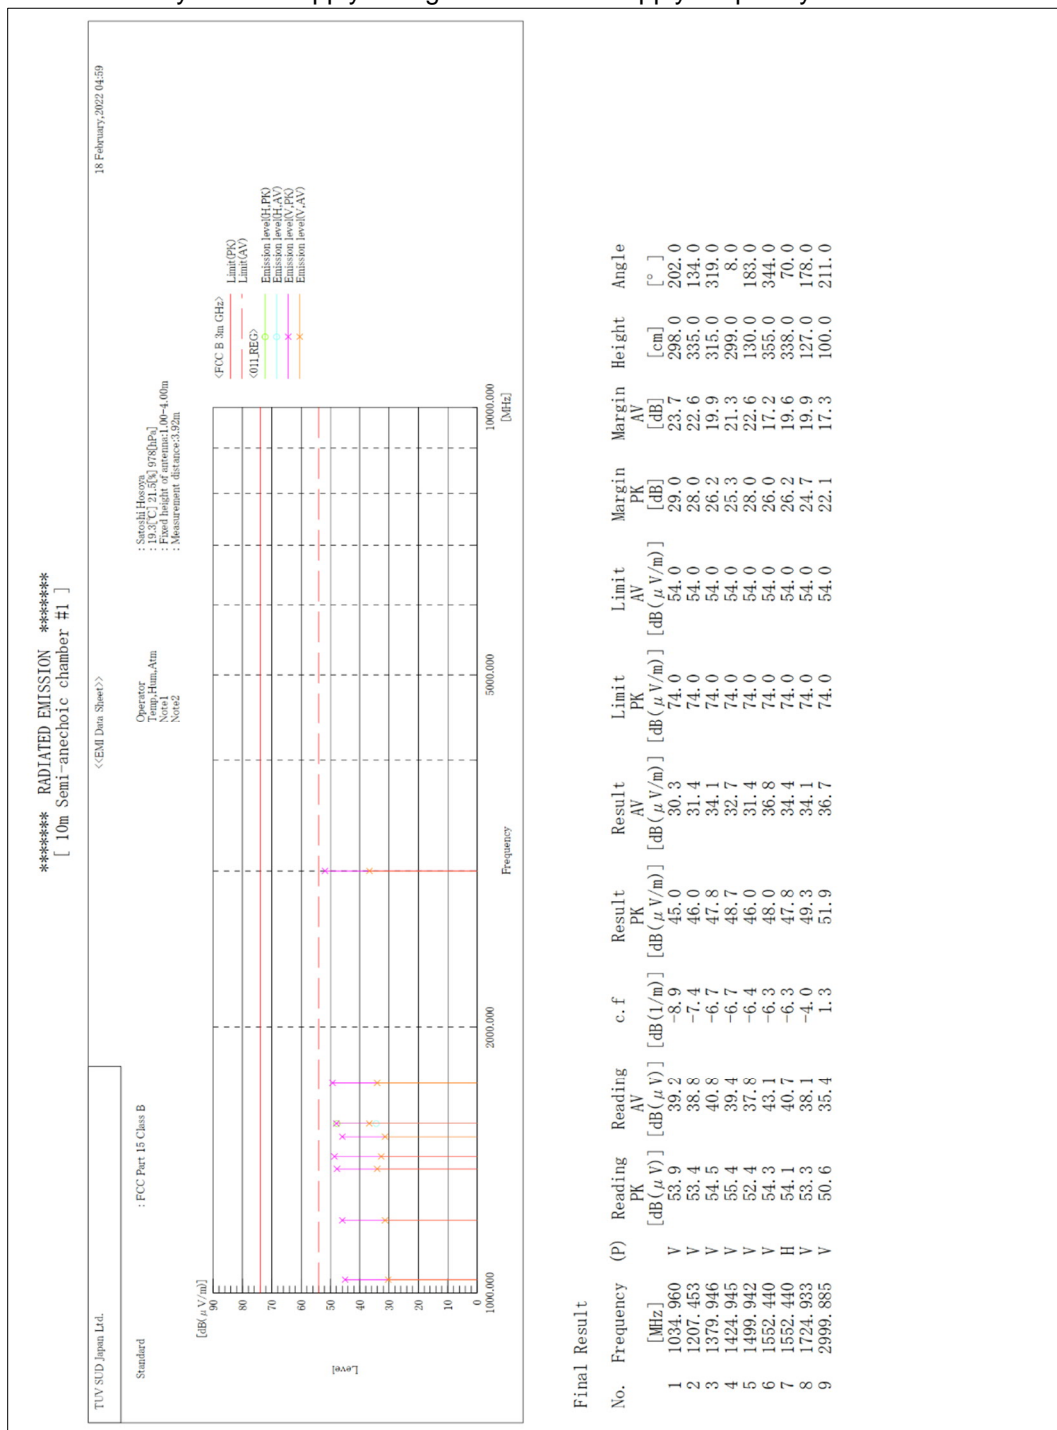 ******* RADIATED EMISSION *******
[ 10m Semi-anechoic chamber #1 ]
TUV SUD Japan Ltd.
<<EMI Data Sheet>>
18 February,2022 04:59
Standard : FCC Part 15 Class B
Operator : Satoshi Hosoya
Temp,Hum,Atm : 19.3[℃] 21.5[%] 978[hPa]
Note1 : Fixed height of antenna:1.00-4.00m
Note2 : Measurement distance:3.92m
<FCC B 3m GHz>
Limit(PK)
Limit(AV)
<011_REG>
Emission level(H,PK)
Emission level(H,AV)
Emission level(V,PK)
Emission level(V,AV)
[dB(μV/m)]
90
80
70
60
50
40
30
20
10
0
Level
1000.000 2000.000 5000.000 10000.000
Frequency [MHz]
Final Result
No. Frequency (P) Reading Reading c.f Result Result Limit Limit Margin Margin Height Angle
PK AV PK AV PK AV PK AV
[MHz] [dB(μV)] [dB(μV)] [dB(1/m)] [dB(μV/m)] [dB(μV/m)] [dB(μV/m)] [dB(μV/m)] [dB] [dB] [cm] [°]
1 1034.960 V 53.9 39.2 -8.9 45.0 30.3 74.0 54.0 29.0 23.7 298.0 202.0
2 1207.453 V 53.4 38.8 -7.4 46.0 31.4 74.0 54.0 28.0 22.6 335.0 134.0
3 1379.946 V 54.5 40.8 -6.7 47.8 34.1 74.0 54.0 26.2 19.9 315.0 319.0
4 1424.945 V 55.4 39.4 -6.7 48.7 32.7 74.0 54.0 25.3 21.3 299.0 8.0
5 1499.942 V 52.4 37.8 -6.4 46.0 31.4 74.0 54.0 28.0 22.6 130.0 183.0
6 1552.440 V 54.3 43.1 -6.3 48.0 36.8 74.0 54.0 26.0 17.2 355.0 344.0
7 1552.440 H 54.1 40.7 -6.3 47.8 34.4 74.0 54.0 26.2 19.6 338.0 70.0
8 1724.933 V 53.3 38.1 -4.0 49.3 34.1 74.0 54.0 24.7 19.9 127.0 178.0
9 2999.885 V 50.6 35.4 1.3 51.9 36.7 74.0 54.0 22.1 17.3 100.0 211.0